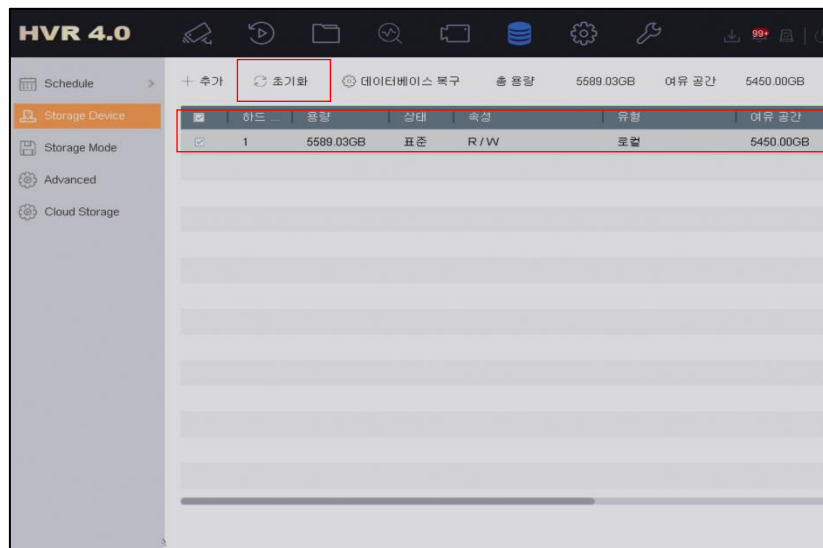 HVR 4.0
99+
Schedule
Storage Device
Storage Mode
Advanced
Cloud Storage
+ 추가 초기화 데이터베이스 복구 총 용량 5589.03GB 여유 공간 5450.00GB
하드 ... 용량 상태 속성 유형 여유 공간
1 5589.03GB 표준 R / W 로컬 5450.00GB